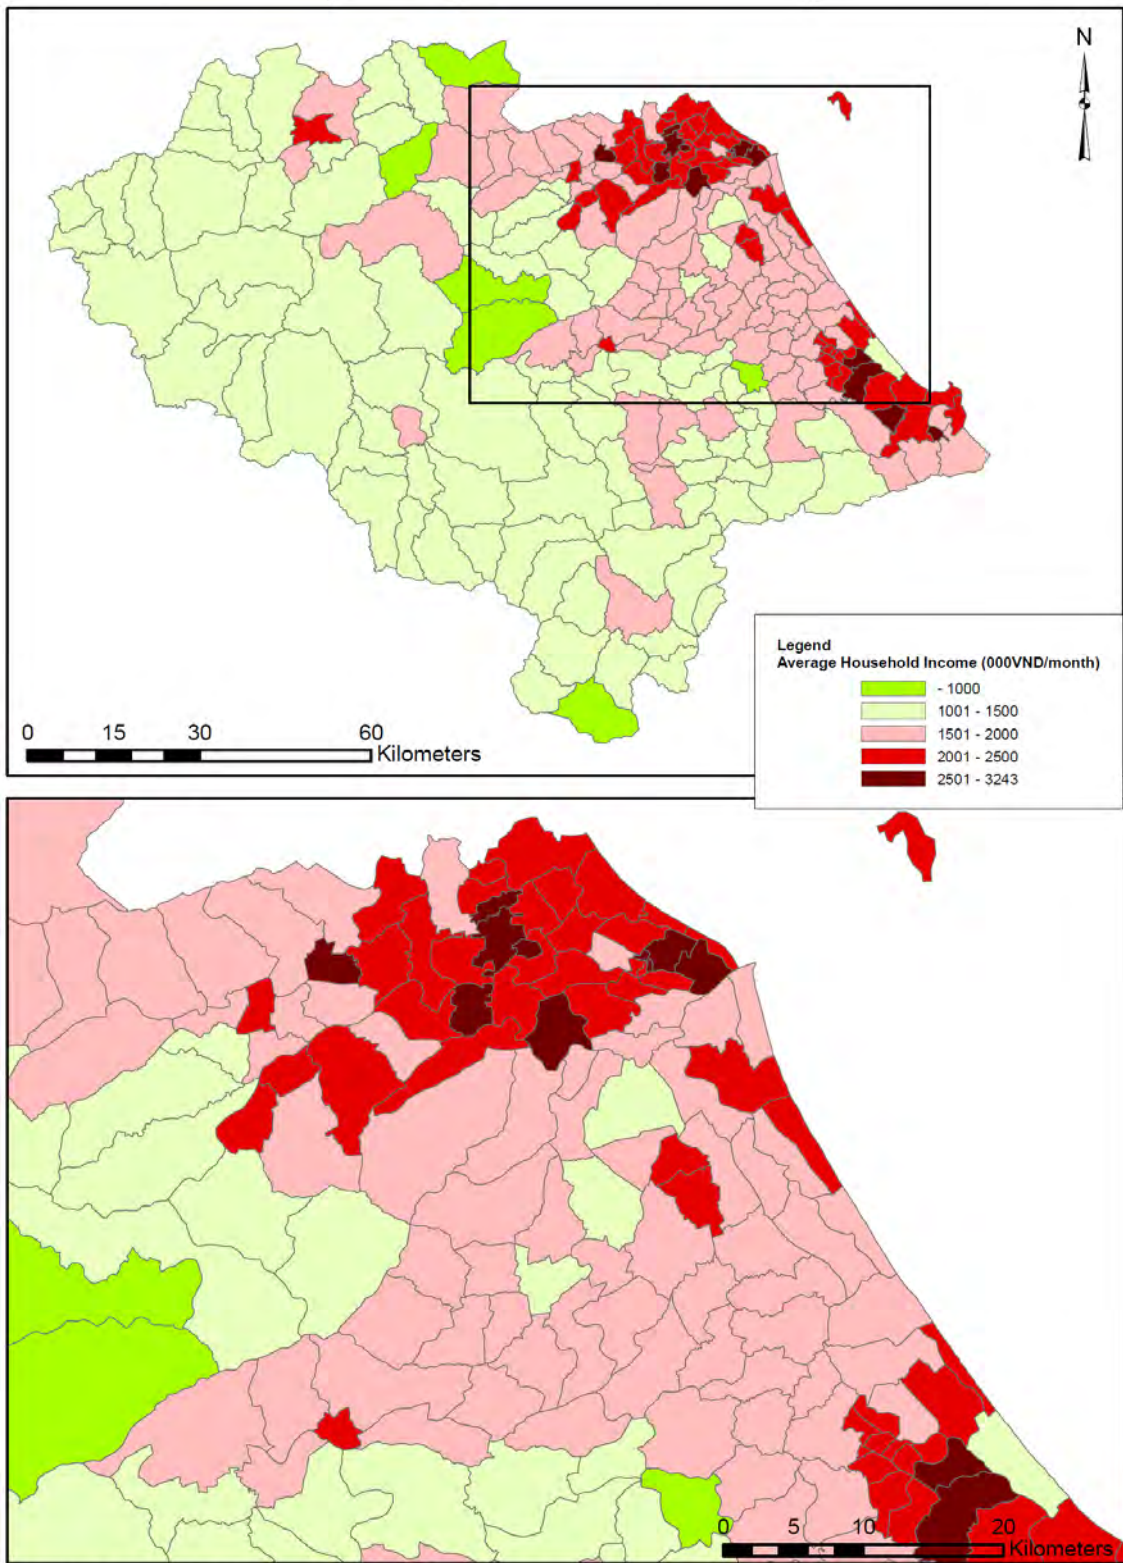 N
Legend
Average Household Income (000VND/month)
- 1000
1001 - 1500
1501 - 2000
2001 - 2500
2501 - 3243
0 15 30 60
Kilometers
0 5 10 20
Kilometers